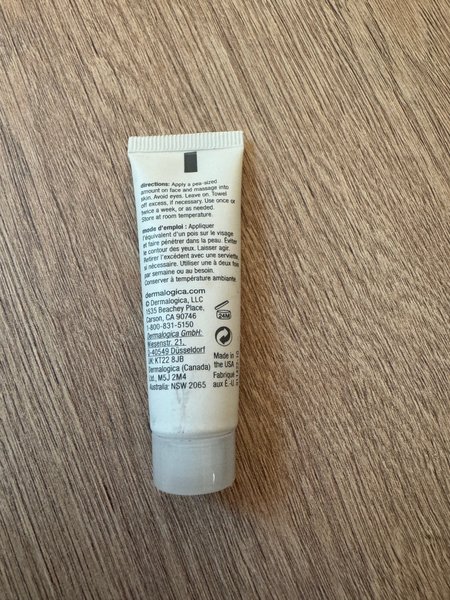 directions: Apply a pea-sized
amount on face and massage into
skin. Avoid eyes. Leave on. Towel
off excess, if necessary. Use once or
twice a week, or as needed.
Store at room temperature.
mode d'emploi : Appliquer
l'équivalent d'un pois sur le visage
et faire pénétrer dans la peau. Éviter
le contour des yeux. Laisser agir.
Retirer l'excédent avec une serviette
si nécessaire. Utiliser une à deux fois
par semaine ou au besoin.
Conserver à température ambiante.
dermalogica.com
© Dermalogica, LLC
1535 Beachey Place,
Carson, CA 90746
1-800-831-5150
Dermalogica GmbH:
Wiesenstr. 21,
D-40549 Düsseldorf
UK: KT22 8JB
Dermalogica (Canada)
Ltd., M5J 2M4
Australia: NSW 2065
24M
Made in
the USA
Fabriqué
aux É.-U.